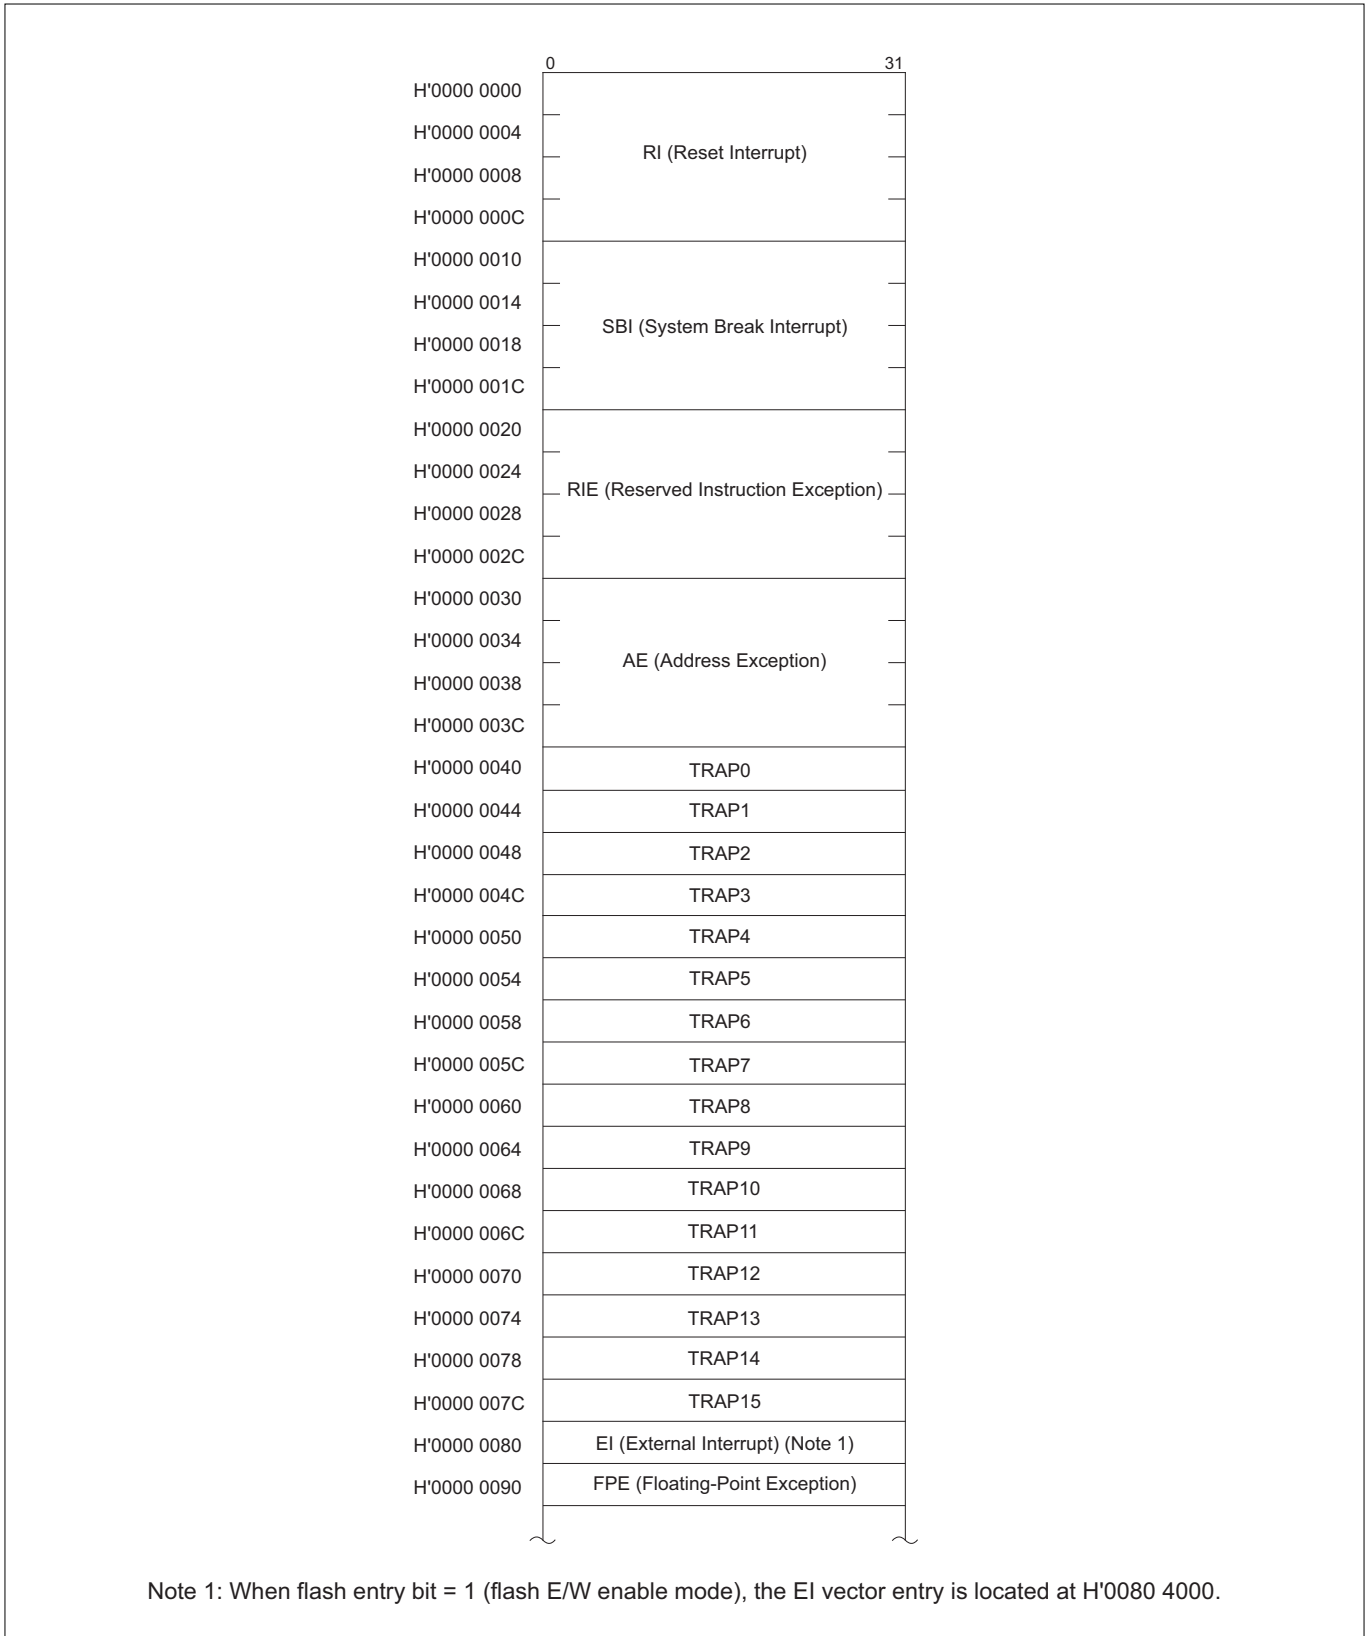 0 31
H'0000 0000
H'0000 0004
RI (Reset Interrupt)
H'0000 0008
H'0000 000C
H'0000 0010
H'0000 0014
SBI (System Break Interrupt)
H'0000 0018
H'0000 001C
H'0000 0020
H'0000 0024
RIE (Reserved Instruction Exception)
H'0000 0028
H'0000 002C
H'0000 0030
H'0000 0034
AE (Address Exception)
H'0000 0038
H'0000 003C
H'0000 0040 TRAP0
H'0000 0044 TRAP1
H'0000 0048 TRAP2
H'0000 004C TRAP3
H'0000 0050 TRAP4
H'0000 0054 TRAP5
H'0000 0058 TRAP6
H'0000 005C TRAP7
H'0000 0060 TRAP8
H'0000 0064 TRAP9
H'0000 0068 TRAP10
H'0000 006C TRAP11
H'0000 0070 TRAP12
H'0000 0074 TRAP13
H'0000 0078 TRAP14
H'0000 007C TRAP15
H'0000 0080 EI (External Interrupt) (Note 1)
H'0000 0090 FPE (Floating-Point Exception)
Note 1: When flash entry bit = 1 (flash E/W enable mode), the EI vector entry is located at H'0080 4000.